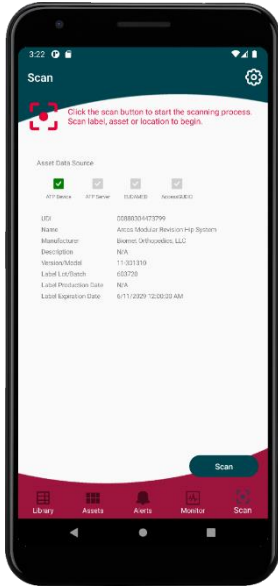 3:22
Scan
Click the scan button to start the scanning process.
Scan label, asset or location to begin.
Asset Data Source
ATP Device ATP Server EUDAMED AccessGUDID
UDI 00880304475799
Name Arcos Modular Revision Hip System
Manufacturer Biomet Orthopedics, LLC
Description N/A
Version/Model 11-301310
Label Lot/Batch 603720
Label Production Date N/A
Label Expiration Date 6/11/2029 12:00:00 AM
Scan
Library Assets Alerts Monitor Scan